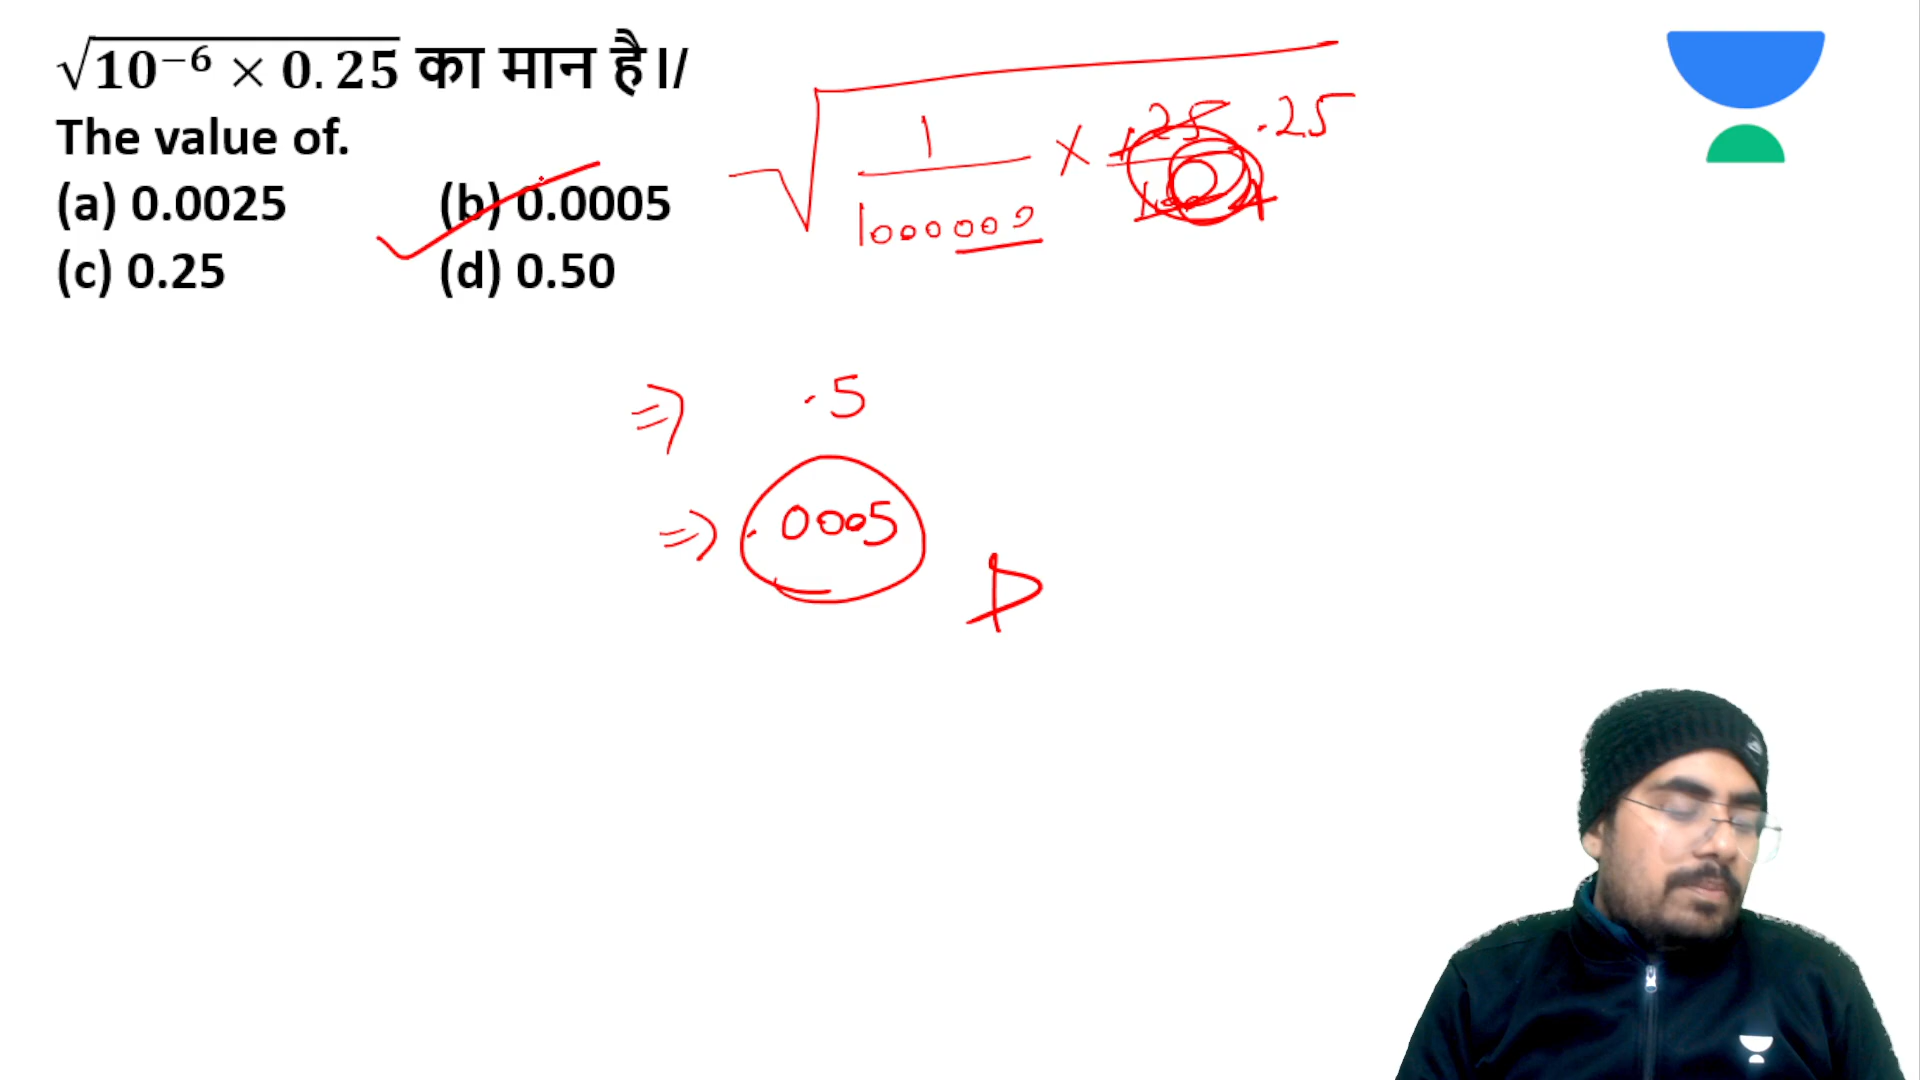 √10⁻⁶ × 0.25 का मान है।/
The value of.
(a) 0.0025 (b) 0.0005
(c) 0.25 (d) 0.50
√ 1 / 1000000 × .25
⇒ .5
⇒ .0005
D